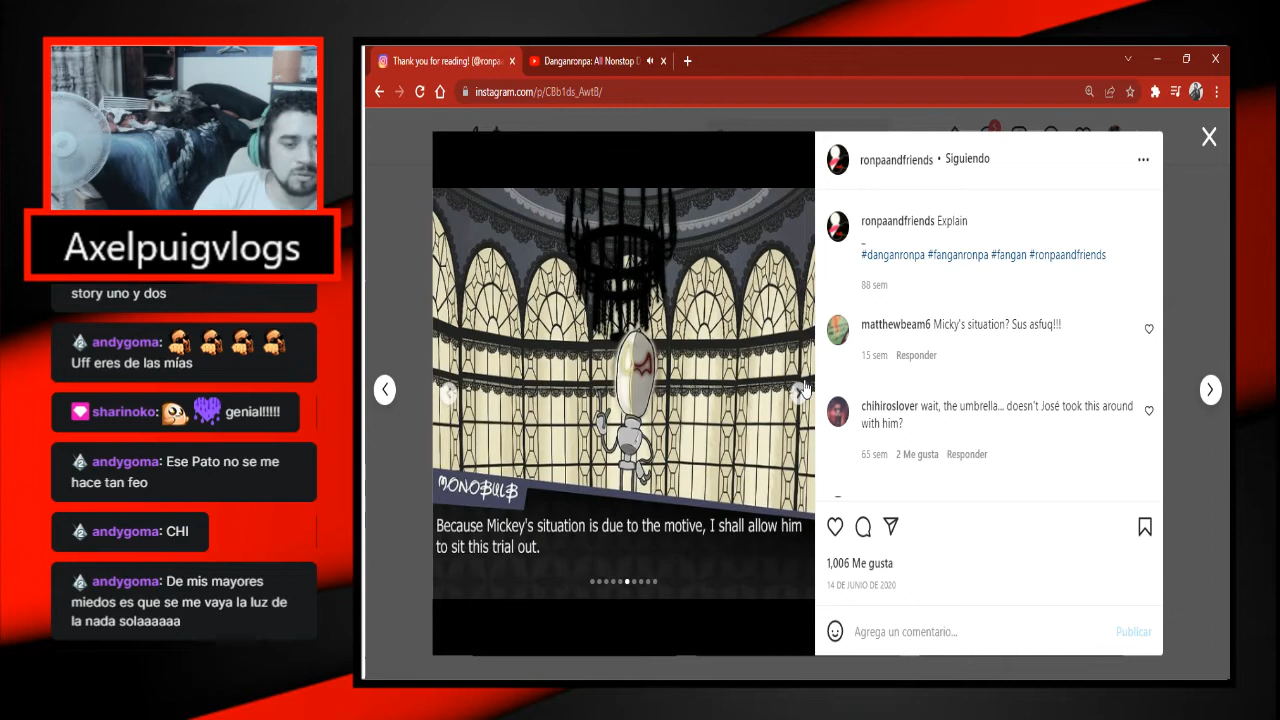 Axelpuigvlogs
story uno y dos
andygoma:
Uff eres de las mías
sharinoko: genial!!!!!
andygoma: Ese Pato no se me
hace tan feo
andygoma: CHI
andygoma: De mis mayores
miedos es que se me vaya la luz de
la nada solaaaaaa
Thank you for reading! (@ronpaa
Danganronpa: All Nonstop D
instagram.com/p/CBb1ds_AwtB/
MONOBULB
Because Mickey's situation is due to the motive, I shall allow him
to sit this trial out.
ronpaandfriends • Siguiendo
ronpaandfriends Explain
_
#danganronpa #fanganronpa #fangan #ronpaandfriends
88 sem
matthewbeam6 Micky's situation? Sus asfuq!!!
15 sem Responder
chihiroslover wait, the umbrella... doesn't José took this around
with him?
65 sem 2 Me gusta Responder
1,006 Me gusta
14 DE JUNIO DE 2020
Agrega un comentario...
Publicar